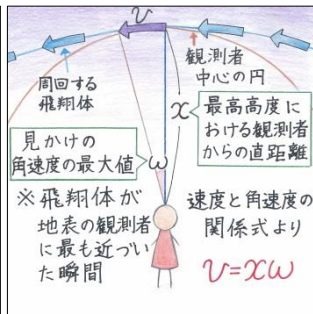 v
周回する
飛翔体
観測者
中心の円
x
最高高度に
おける観測者
からの直距離
見かけの
角速度の最大値
ω
※飛翔体が
地表の観測者
に最も近づい
た瞬間
速度と角速度の
関係式より
v=xω